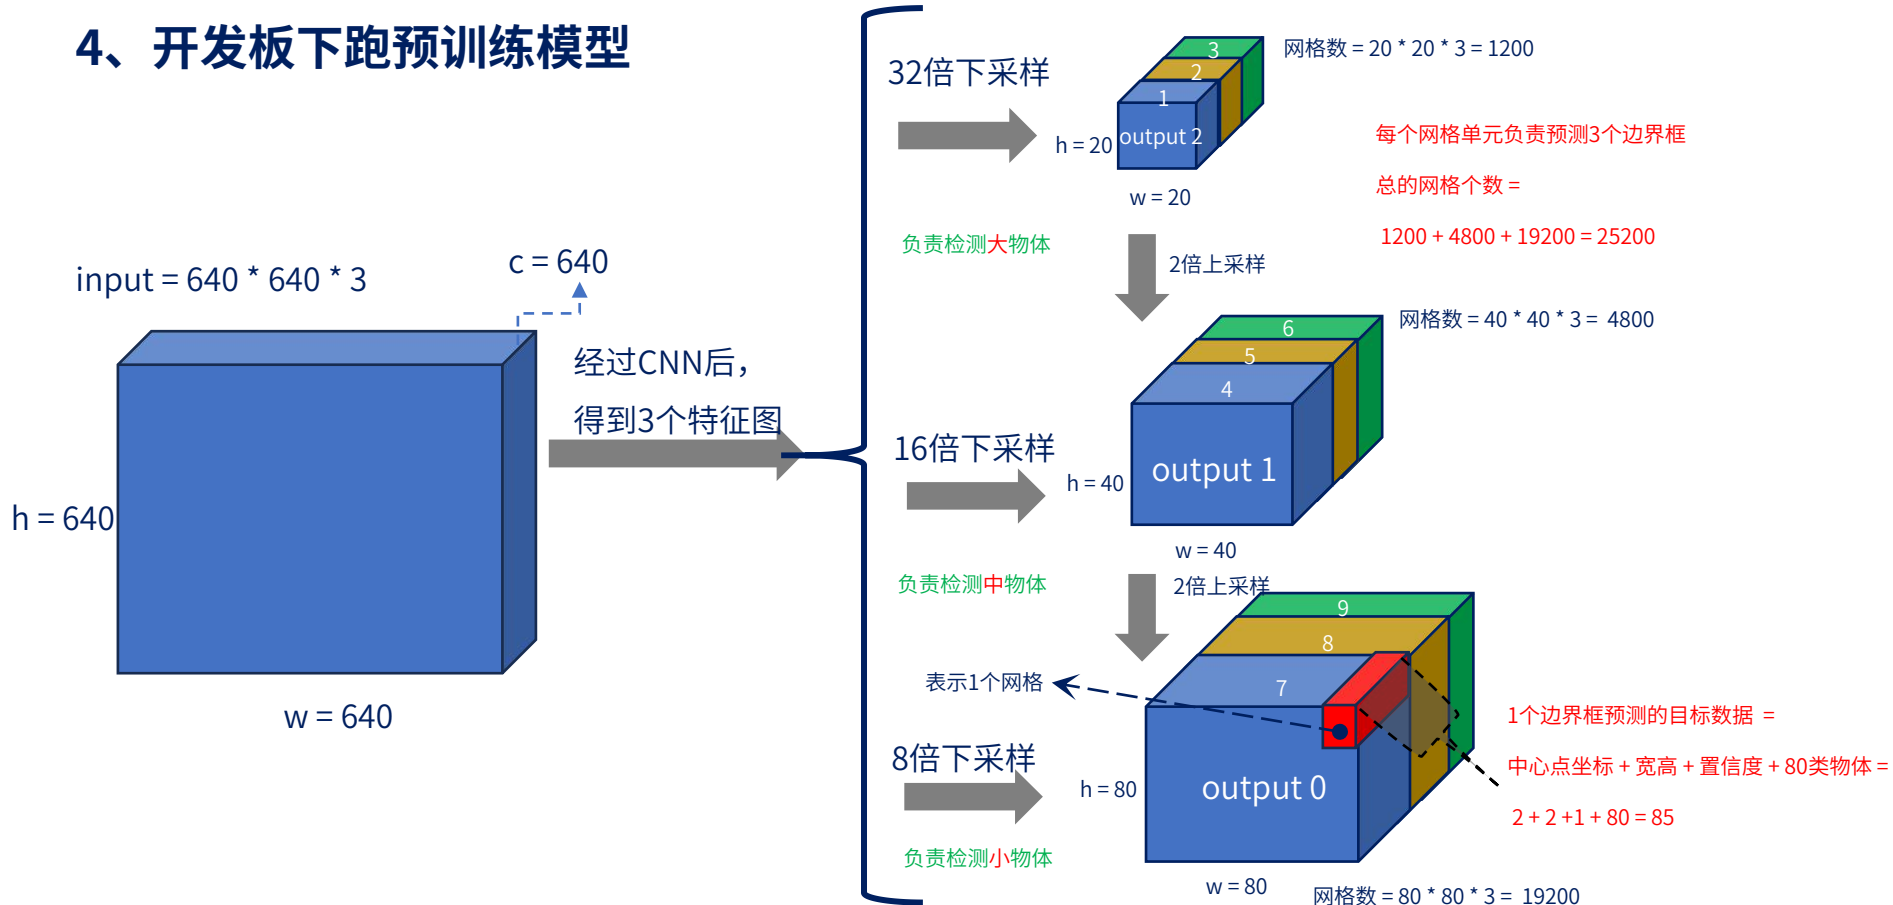 4、开发板下跑预训练模型
input = 640 * 640 * 3
c = 640
h = 640
w = 640
经过CNN后，
得到3个特征图
32倍下采样
负责检测大物体
h = 20
output 2
1
2
3
w = 20
网格数 = 20 * 20 * 3 = 1200
每个网格单元负责预测3个边界框
总的网格个数 =
1200 + 4800 + 19200 = 25200
2倍上采样
16倍下采样
负责检测中物体
h = 40
output 1
4
5
6
w = 40
网格数 = 40 * 40 * 3 = 4800
2倍上采样
表示1个网格
8倍下采样
负责检测小物体
h = 80
output 0
7
8
9
w = 80
网格数 = 80 * 80 * 3 = 19200
1个边界框预测的目标数据 =
中心点坐标 + 宽高 + 置信度 + 80类物体 =
2 + 2 +1 + 80 = 85